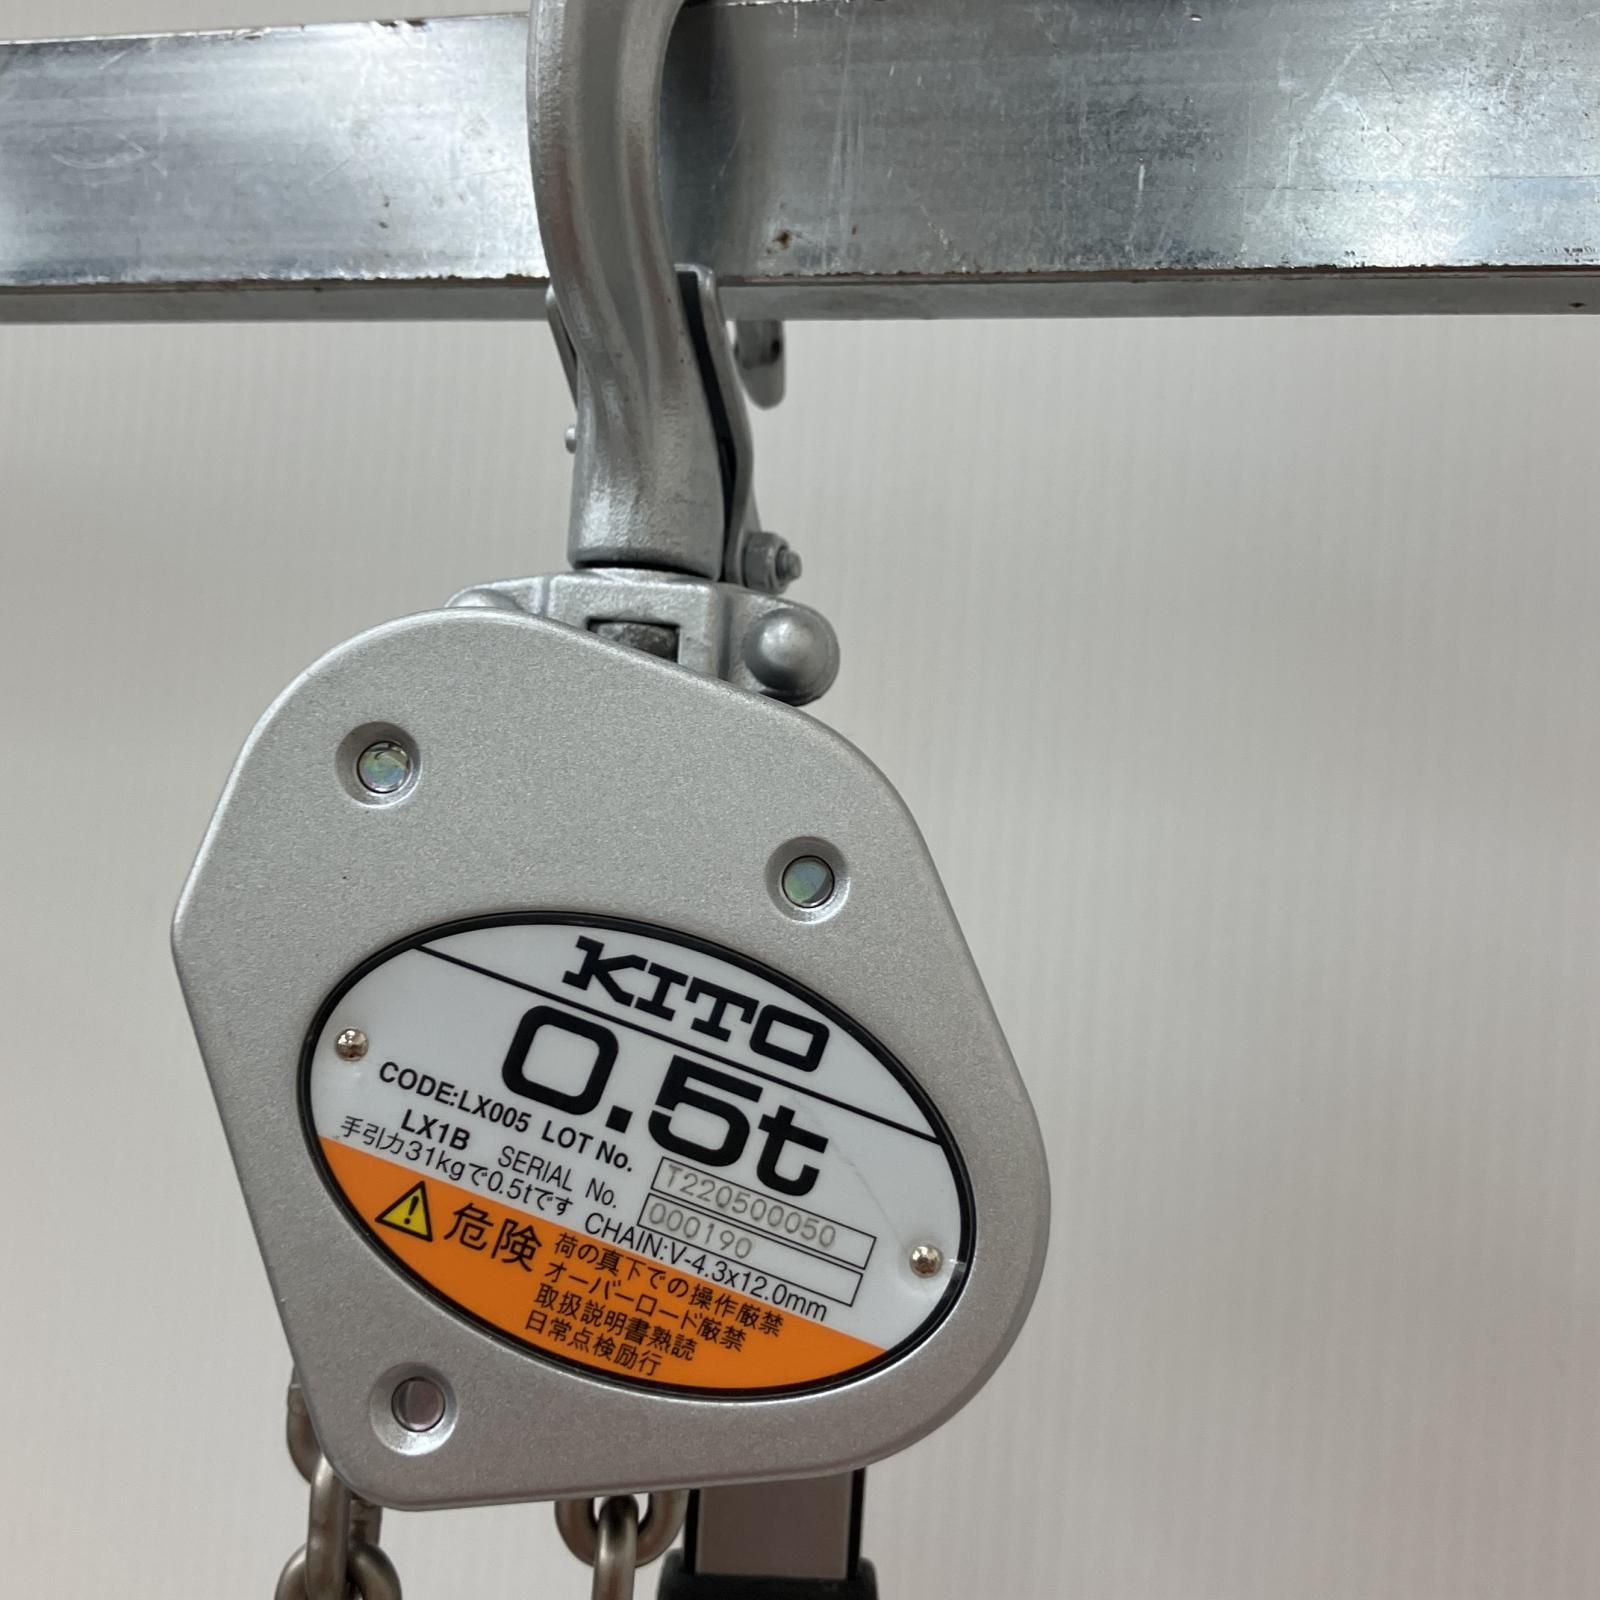 KITO
0.5t
CODE:LX005 LOT No. T220500050
LX1B SERIAL No. 000190
手引力31kgで0.5tです CHAIN:V-4.3x12.0mm
危険
荷の真下での操作厳禁
オーバーロード厳禁
取扱説明書熟読
日常点検励行